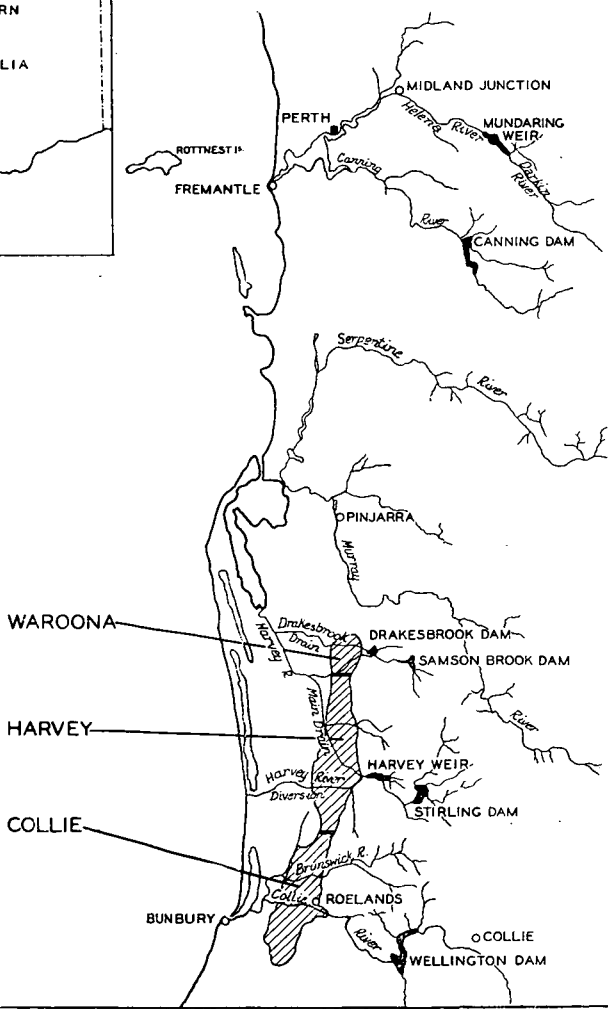 RN
LIA
MIDLAND JUNCTION
PERTH
Helena River
MUNDARING
WEIR
ROTTNEST Is.
Canning River
Darkin
River
FREMANTLE
CANNING DAM
Serpentine River
PINJARRA
Murray River
WAROONA
Drakesbrook
Drain
DRAKESBROOK DAM
SAMSON BROOK DAM
Harvey R.
Main Drain
HARVEY
HARVEY WEIR
Harvey River
Diversion
STIRLING DAM
COLLIE
Brunswick R.
Collie River
ROELANDS
BUNBURY
COLLIE
WELLINGTON DAM